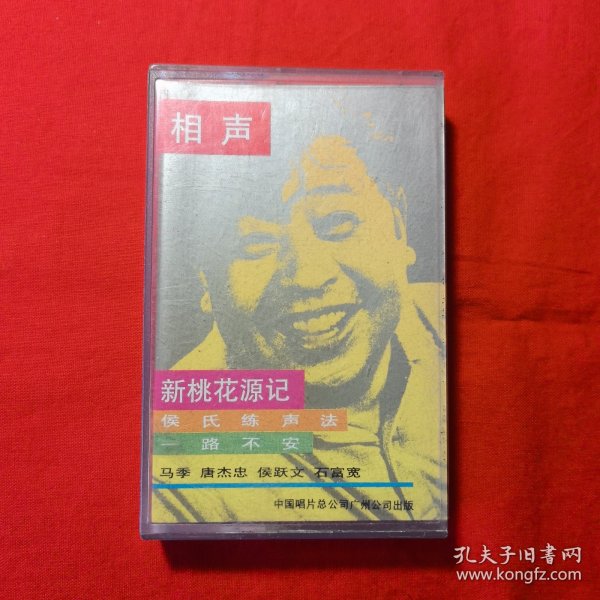 相声
新桃花源记
侯氏练声法
一路不安
马季 唐杰忠 侯跃文 石富宽
中国唱片总公司广州公司出版
孔夫子旧书网
www.kongfz.com